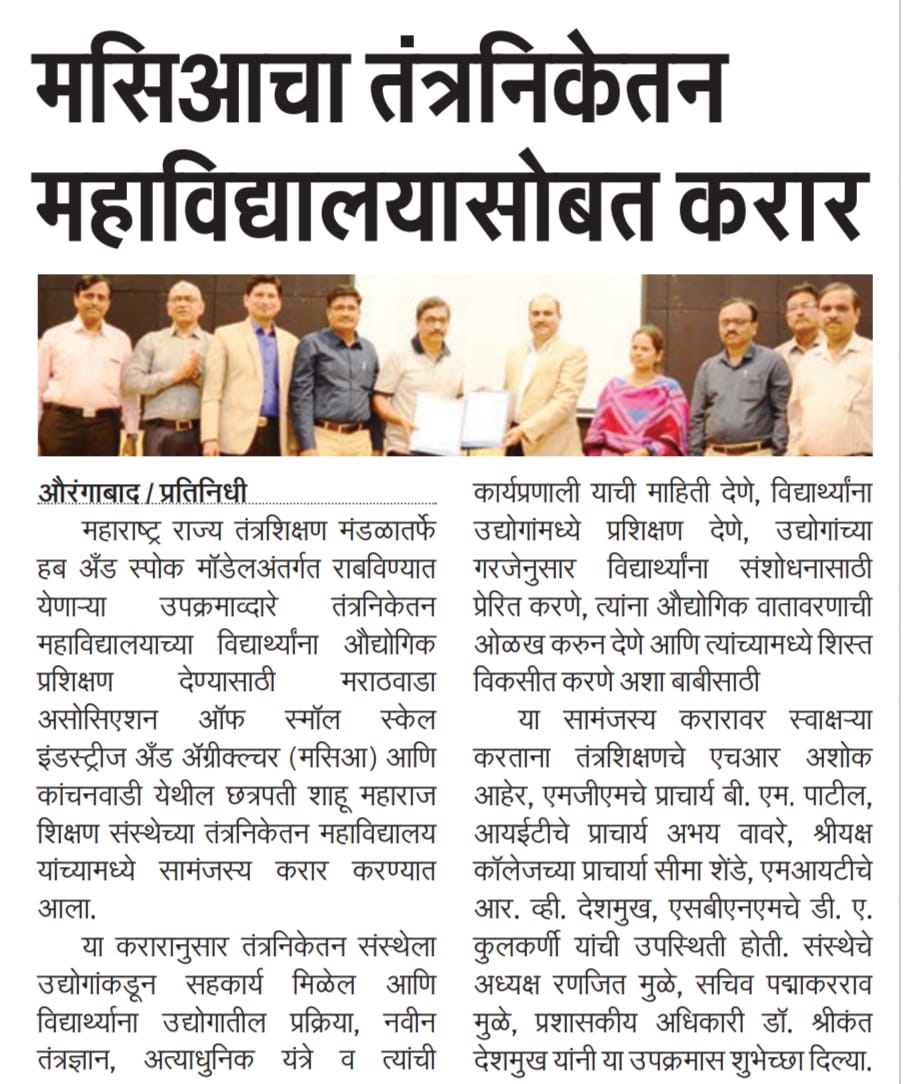 मसिआचा तंत्रनिकेतन
महाविद्यालयासोबत करार
औरंगाबाद / प्रतिनिधी
महाराष्ट्र राज्य तंत्रशिक्षण मंडळातर्फे
हब अँड स्पोक मॉडेलअंतर्गत राबविण्यात
येणाऱ्या उपक्रमाव्दारे तंत्रनिकेतन
महाविद्यालयाच्या विद्यार्थ्यांना औद्योगिक
प्रशिक्षण देण्यासाठी मराठवाडा
असोसिएशन ऑफ स्मॉल स्केल
इंडस्ट्रीज अँड ॲग्रीक्ल्चर (मसिआ) आणि
कांचनवाडी येथील छत्रपती शाहू महाराज
शिक्षण संस्थेच्या तंत्रनिकेतन महाविद्यालय
यांच्यामध्ये सामंजस्य करार करण्यात
आला.
या करारानुसार तंत्रनिकेतन संस्थेला
उद्योगांकडून सहकार्य मिळेल आणि
विद्यार्थ्याना उद्योगातील प्रक्रिया, नवीन
तंत्रज्ञान, अत्याधुनिक यंत्रे व त्यांची
कार्यप्रणाली याची माहिती देणे, विद्यार्थ्यांना
उद्योगांमध्ये प्रशिक्षण देणे, उद्योगांच्या
गरजेनुसार विद्यार्थ्यांना संशोधनासाठी
प्रेरित करणे, त्यांना औद्योगिक वातावरणाची
ओळख करुन देणे आणि त्यांच्यामध्ये शिस्त
विकसीत करणे अशा बाबीसाठी
या सामंजस्य करारावर स्वाक्षऱ्या
करताना तंत्रशिक्षणचे एचआर अशोक
आहेर, एमजीएमचे प्राचार्य बी. एम. पाटील,
आयईटीचे प्राचार्य अभय वावरे, श्रीयक्ष
कॉलेजच्या प्राचार्या सीमा शेंडे, एमआयटीचे
आर. व्ही. देशमुख, एसबीएनएमचे डी. ए.
कुलकर्णी यांची उपस्थिती होती. संस्थेचे
अध्यक्ष रणजित मुळे, सचिव पद्माकरराव
मुळे, प्रशासकीय अधिकारी डॉ. श्रीकंत
देशमुख यांनी या उपक्रमास शुभेच्छा दिल्या.